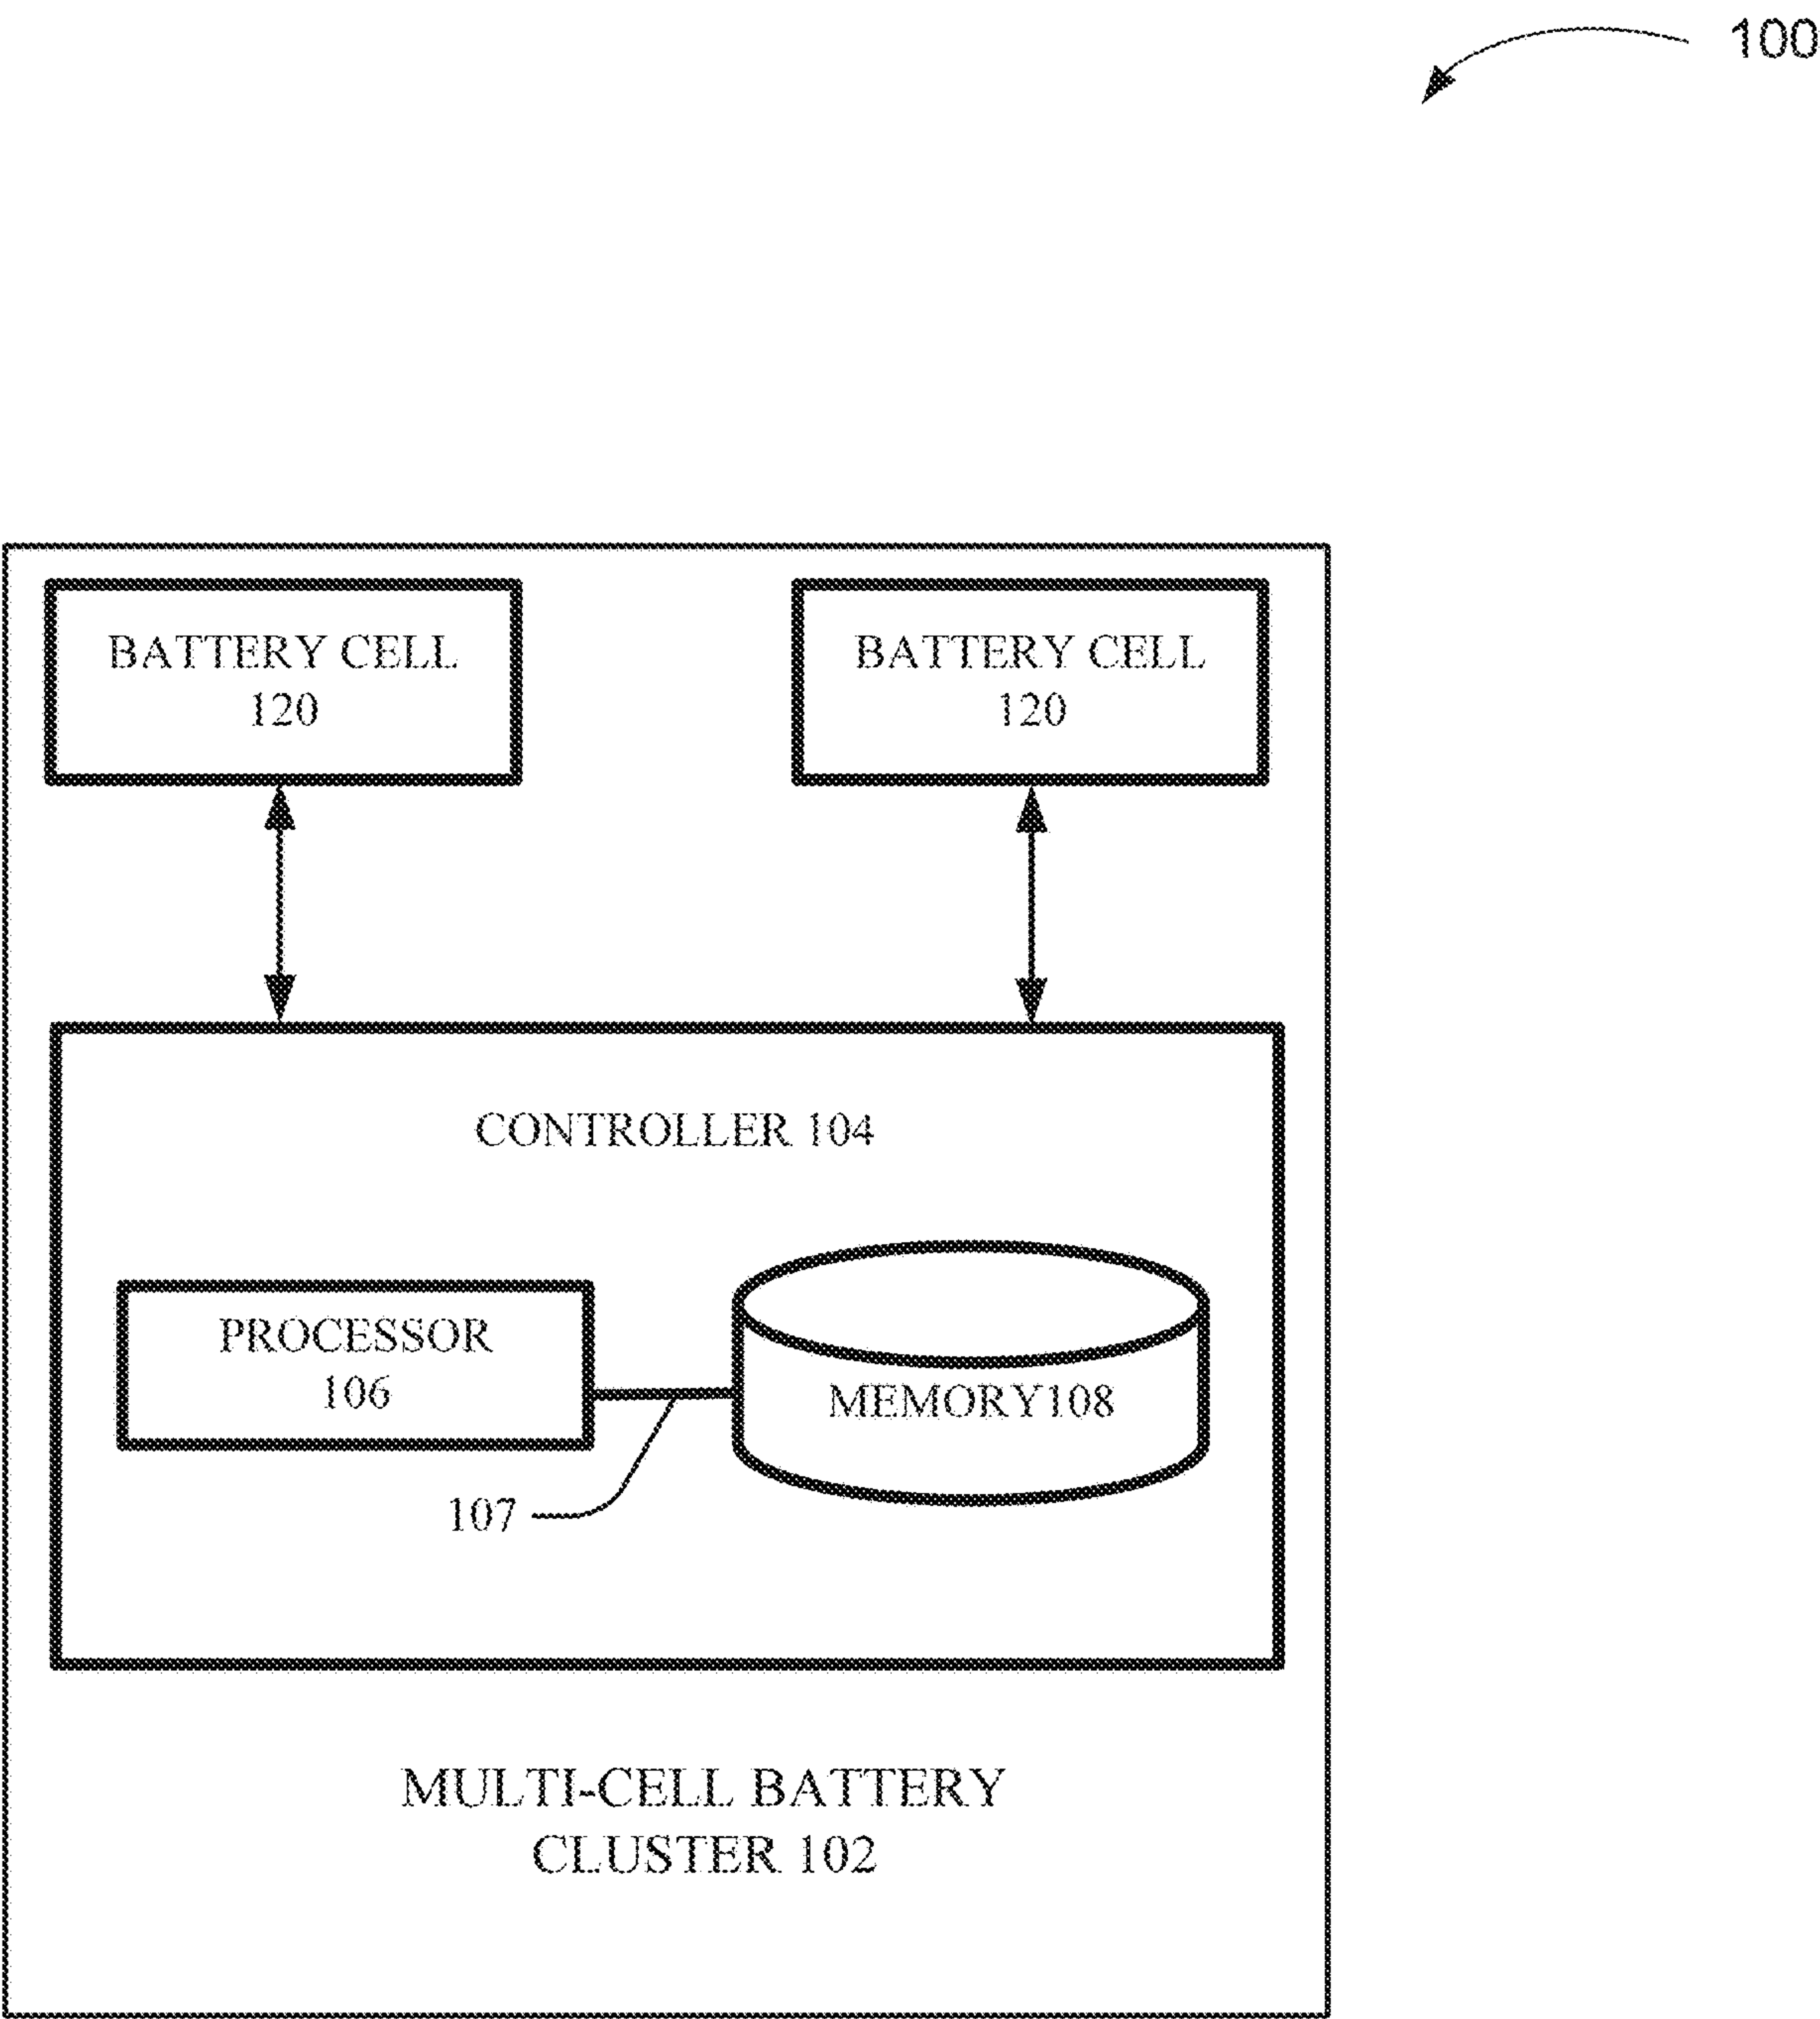 100
BATTERY CELL
120
BATTERY CELL
120
CONTROLLER 104
PROCESSOR
106
MEMORY108
107
MULTI-CELL BATTERY
CLUSTER 102